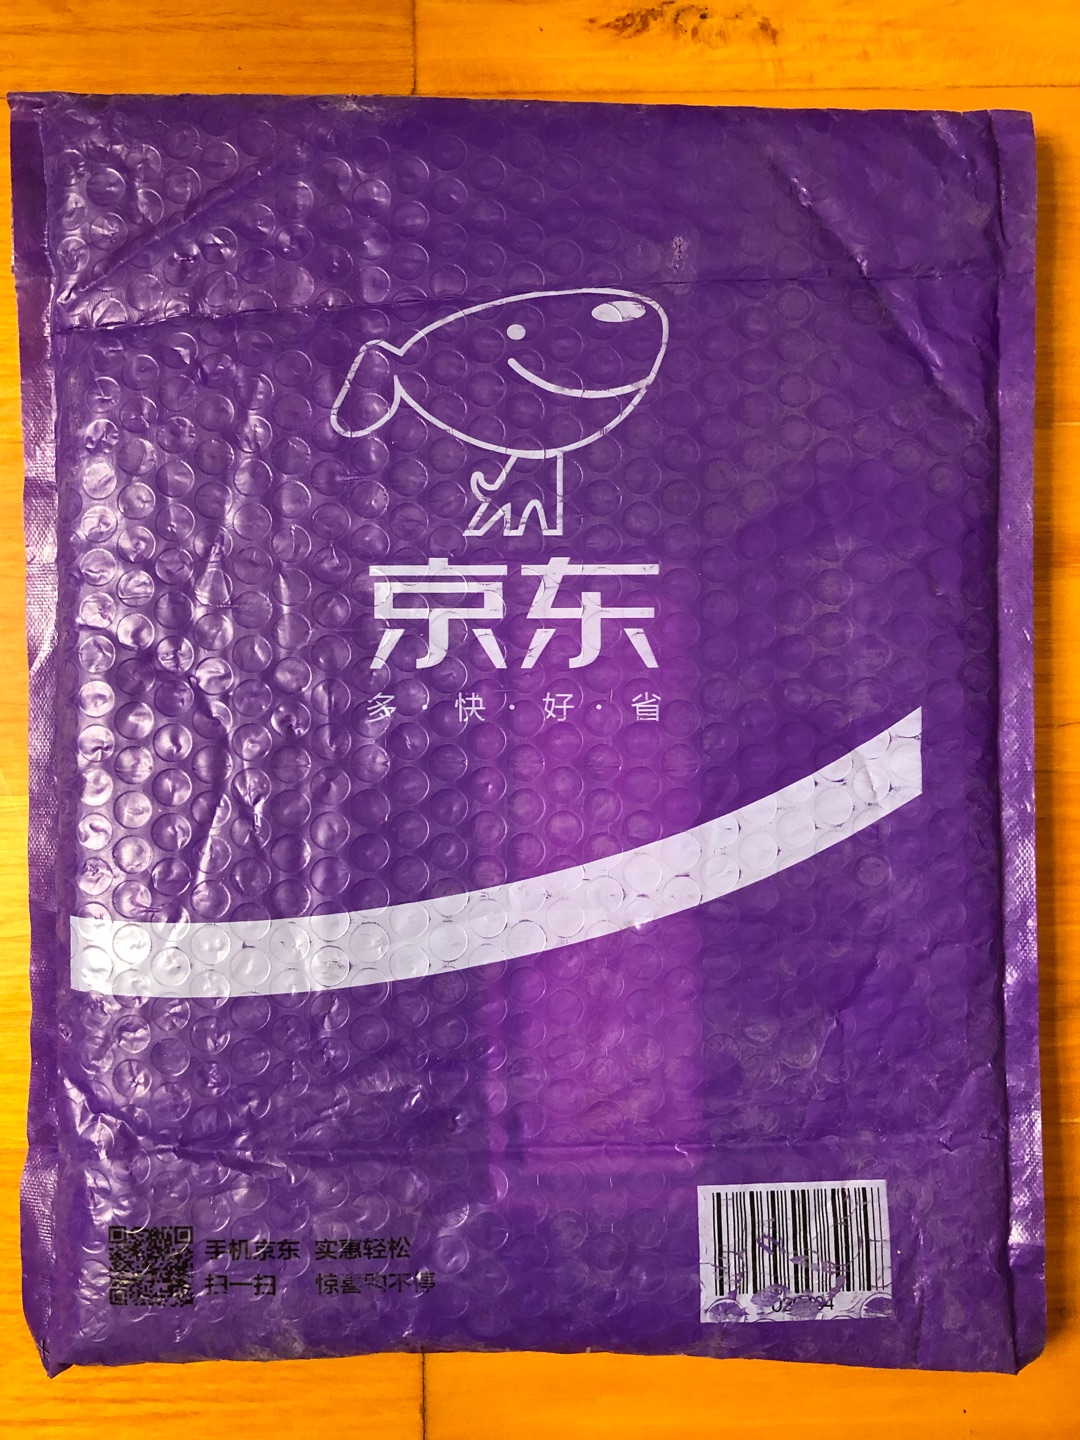 京东
多·快·好·省
手机京东 实惠轻松
扫一扫 惊喜购不停